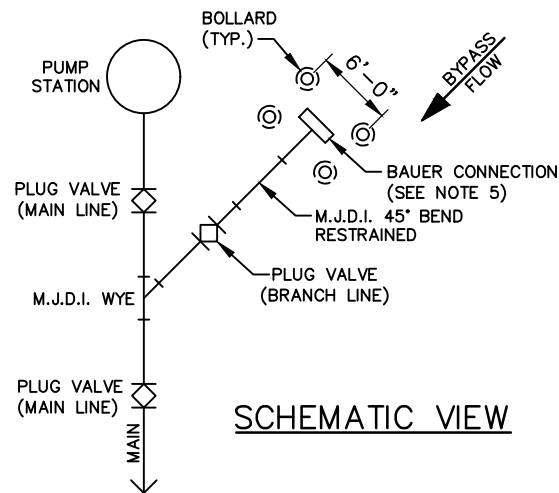 BOLLARD
(TYP.)
6'-0"
BYPASS
FLOW
PUMP
STATION
PLUG VALVE
(MAIN LINE)
BAUER CONNECTION
(SEE NOTE 5)
M.J.D.I. 45° BEND
RESTRAINED
PLUG VALVE
(BRANCH LINE)
M.J.D.I. WYE
PLUG VALVE
(MAIN LINE)
MAIN
SCHEMATIC VIEW